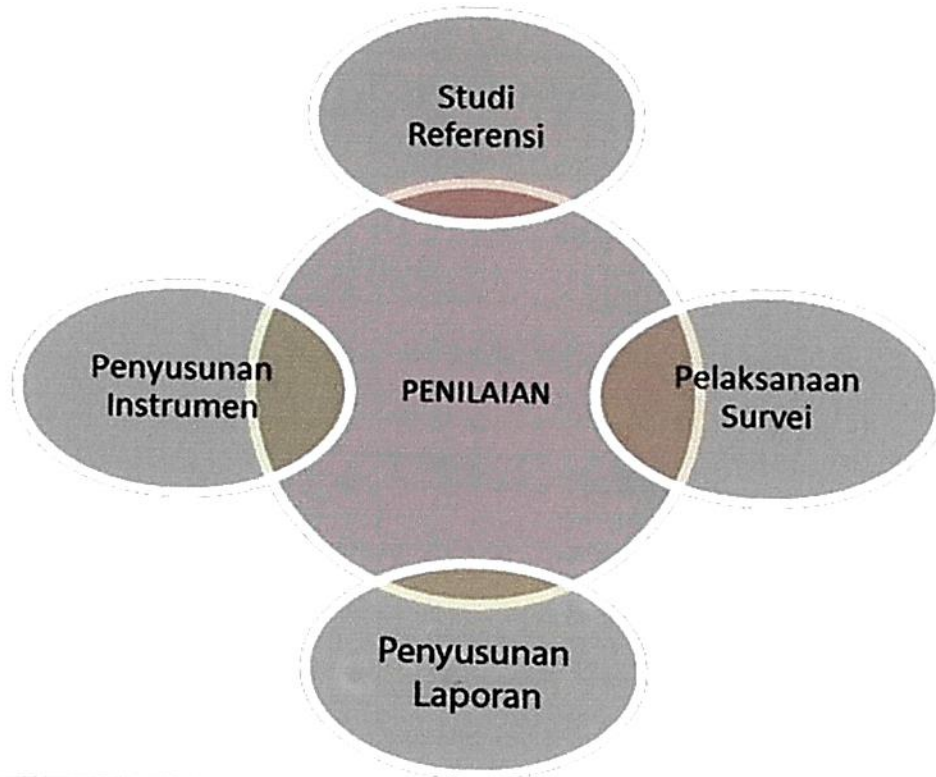 Studi
Referensi
Penyusunan
Instrumen
PENILAIAN
Pelaksanaan
Survei
Penyusunan
Laporan